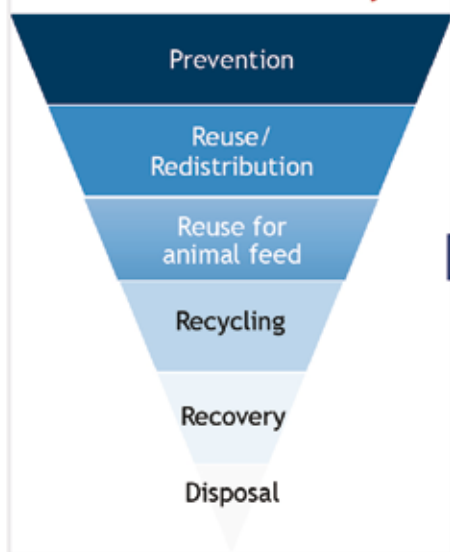 Prevention
Reuse/
Redistribution
Reuse for
animal feed
Recycling
Recovery
Disposal